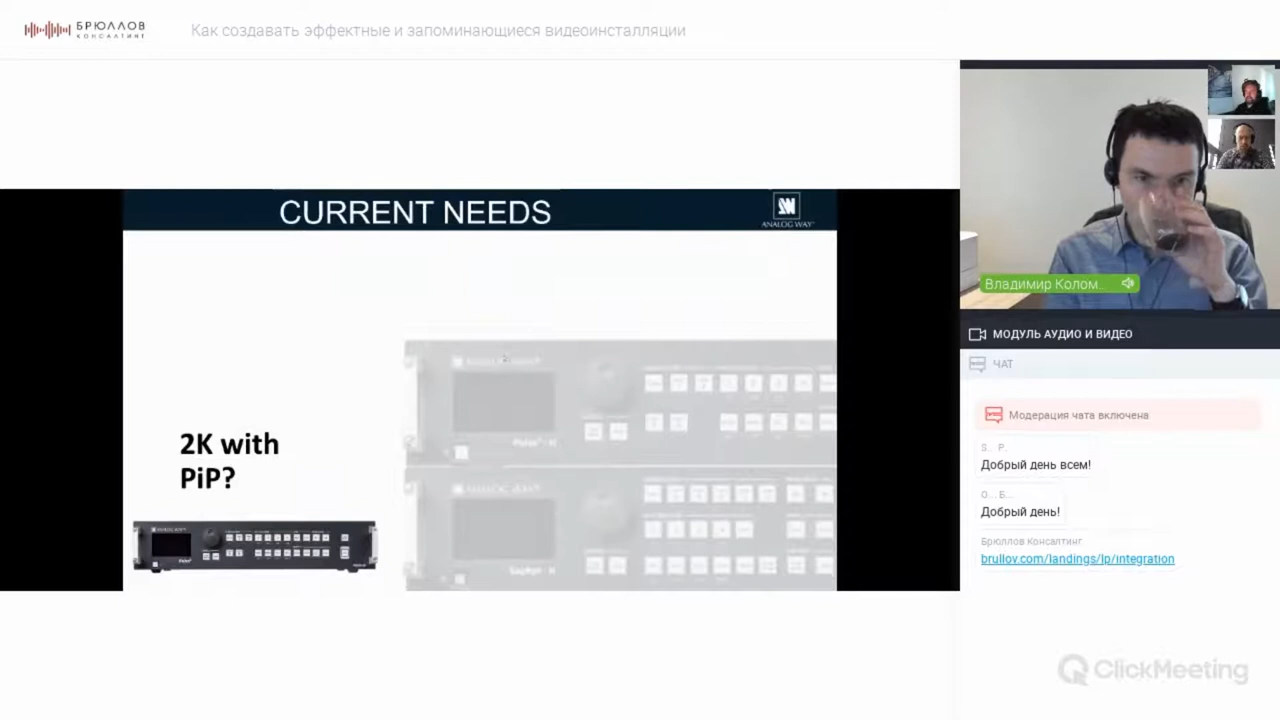 БРЮЛЛОВ
КОНСАЛТИНГ
Как создавать эффектные и запоминающиеся видеоинсталляции
CURRENT NEEDS
ANALOG WAY
2K with
PiP?
Владимир Колом...
МОДУЛЬ АУДИО И ВИДЕО
ЧАТ
Модерация чата включена
S... P.
Добрый день всем!
О... Б...
Добрый день!
Брюллов Консалтинг
brullov.com/landings/lp/integration
ClickMeeting